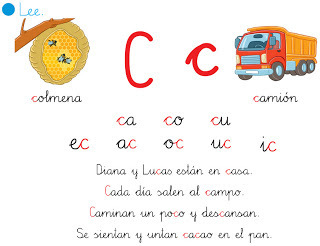 Lee.
C c
colmena camión
ca co cu
ec ac oc uc ic
Diana y Lucas están en casa.
Cada día salen al campo.
Caminan un poco y descansan.
Se sientan y untan cacao en el pan.